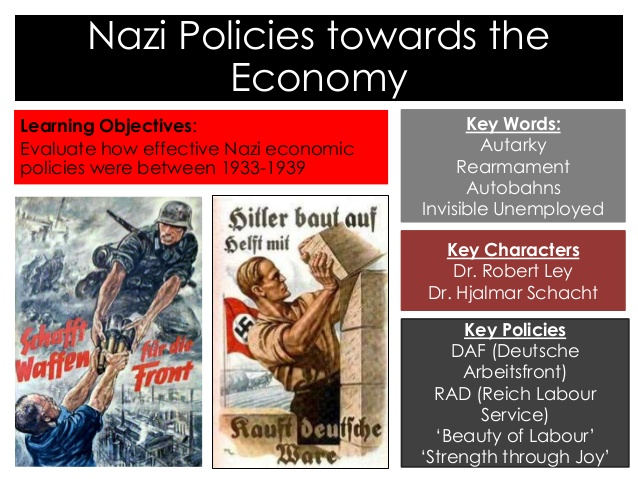 Nazi Policies towards the
Economy
Learning Objectives:
Evaluate how effective Nazi economic
policies were between 1933-1939
Key Words:
Autarky
Rearmament
Autobahns
Invisible Unemployed
Key Characters
Dr. Robert Ley
Dr. Hjalmar Schacht
Key Policies
DAF (Deutsche
Arbeitsfront)
RAD (Reich Labour
Service)
‘Beauty of Labour’
‘Strength through Joy’
Schafft
Waffen
für die
Front
Hitler baut auf
Helft mit
Kauft deutsche
Ware